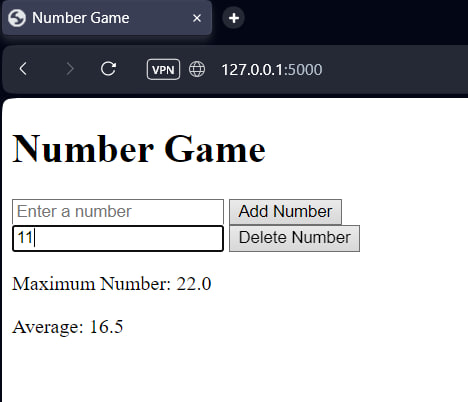 Number Game
VPN 127.0.0.1:5000
Number Game
Enter a number Add Number
11 Delete Number
Maximum Number: 22.0
Average: 16.5